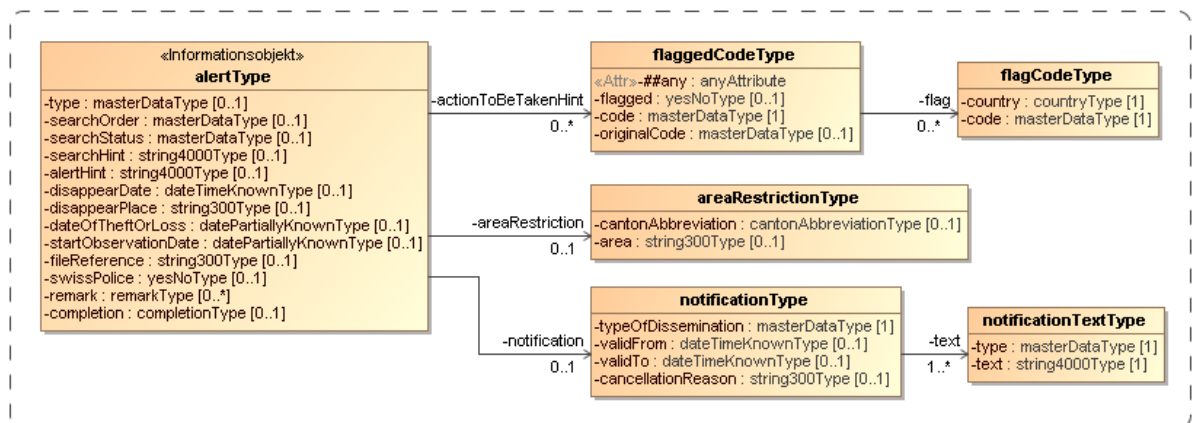 «Informationsobjekt»
alertType
-type : masterDataType [0..1]
-searchOrder : masterDataType [0..1]
-searchStatus : masterDataType [0..1]
-searchHint : string4000Type [0..1]
-alertHint : string4000Type [0..1]
-disappearDate : dateTimeKnownType [0..1]
-disappearPlace : string300Type [0..1]
-dateOfTheftOrLoss : datePartiallyKnownType [0..1]
-startObservationDate : datePartiallyKnownType [0..1]
-fileReference : string300Type [0..1]
-swissPolice : yesNoType [0..1]
-remark : remarkType [0..*]
-completion : completionType [0..1]
-actionToBeTakenHint
0..*
flaggedCodeType
«Attr»-##any : anyAttribute
-flagged : yesNoType [0..1]
-code : masterDataType [1]
-originalCode : masterDataType [0..1]
-flag
0..*
flagCodeType
-country : countryType [1]
-code : masterDataType [1]
-areaRestriction
0..1
areaRestrictionType
-cantonAbbreviation : cantonAbbreviationType [0..1]
-area : string300Type [0..1]
-notification
0..1
notificationType
-typeOfDissemination : masterDataType [1]
-validFrom : dateTimeKnownType [0..1]
-validTo : dateTimeKnownType [0..1]
-cancellationReason : string300Type [0..1]
-text
1..*
notificationTextType
-type : masterDataType [1]
-text : string4000Type [1]